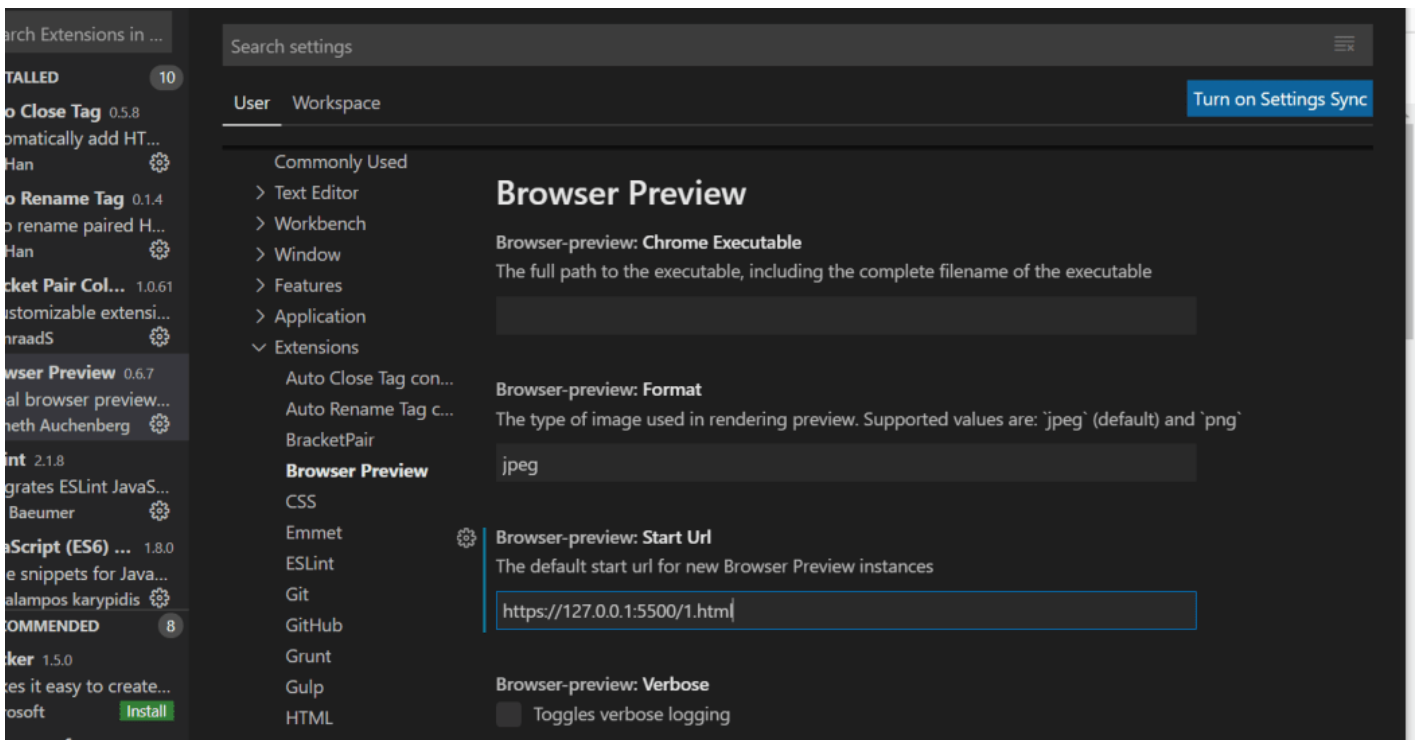 arch Extensions in ...
TALLED 10
o Close Tag 0.5.8
omatically add HT...
Han
o Rename Tag 0.1.4
o rename paired H...
Han
cket Pair Col... 1.0.61
ustomizable extensi...
nraadS
wser Preview 0.6.7
al browser preview...
neth Auchenberg
int 2.1.8
grates ESLint JavaS...
Baeumer
aScript (ES6) ... 1.8.0
e snippets for Java...
alampos karypidis
COMMENDED 8
ker 1.5.0
es it easy to create...
rosoft Install
Search settings
User Workspace
Turn on Settings Sync
Commonly Used
Text Editor
Workbench
Window
Features
Application
Extensions
Auto Close Tag con...
Auto Rename Tag c...
BracketPair
Browser Preview
CSS
Emmet
ESLint
Git
GitHub
Grunt
Gulp
HTML
Browser Preview
Browser-preview: Chrome Executable
The full path to the executable, including the complete filename of the executable
Browser-preview: Format
The type of image used in rendering preview. Supported values are: `jpeg` (default) and `png`
jpeg
Browser-preview: Start Url
The default start url for new Browser Preview instances
https://127.0.0.1:5500/1.html
Browser-preview: Verbose
Toggles verbose logging